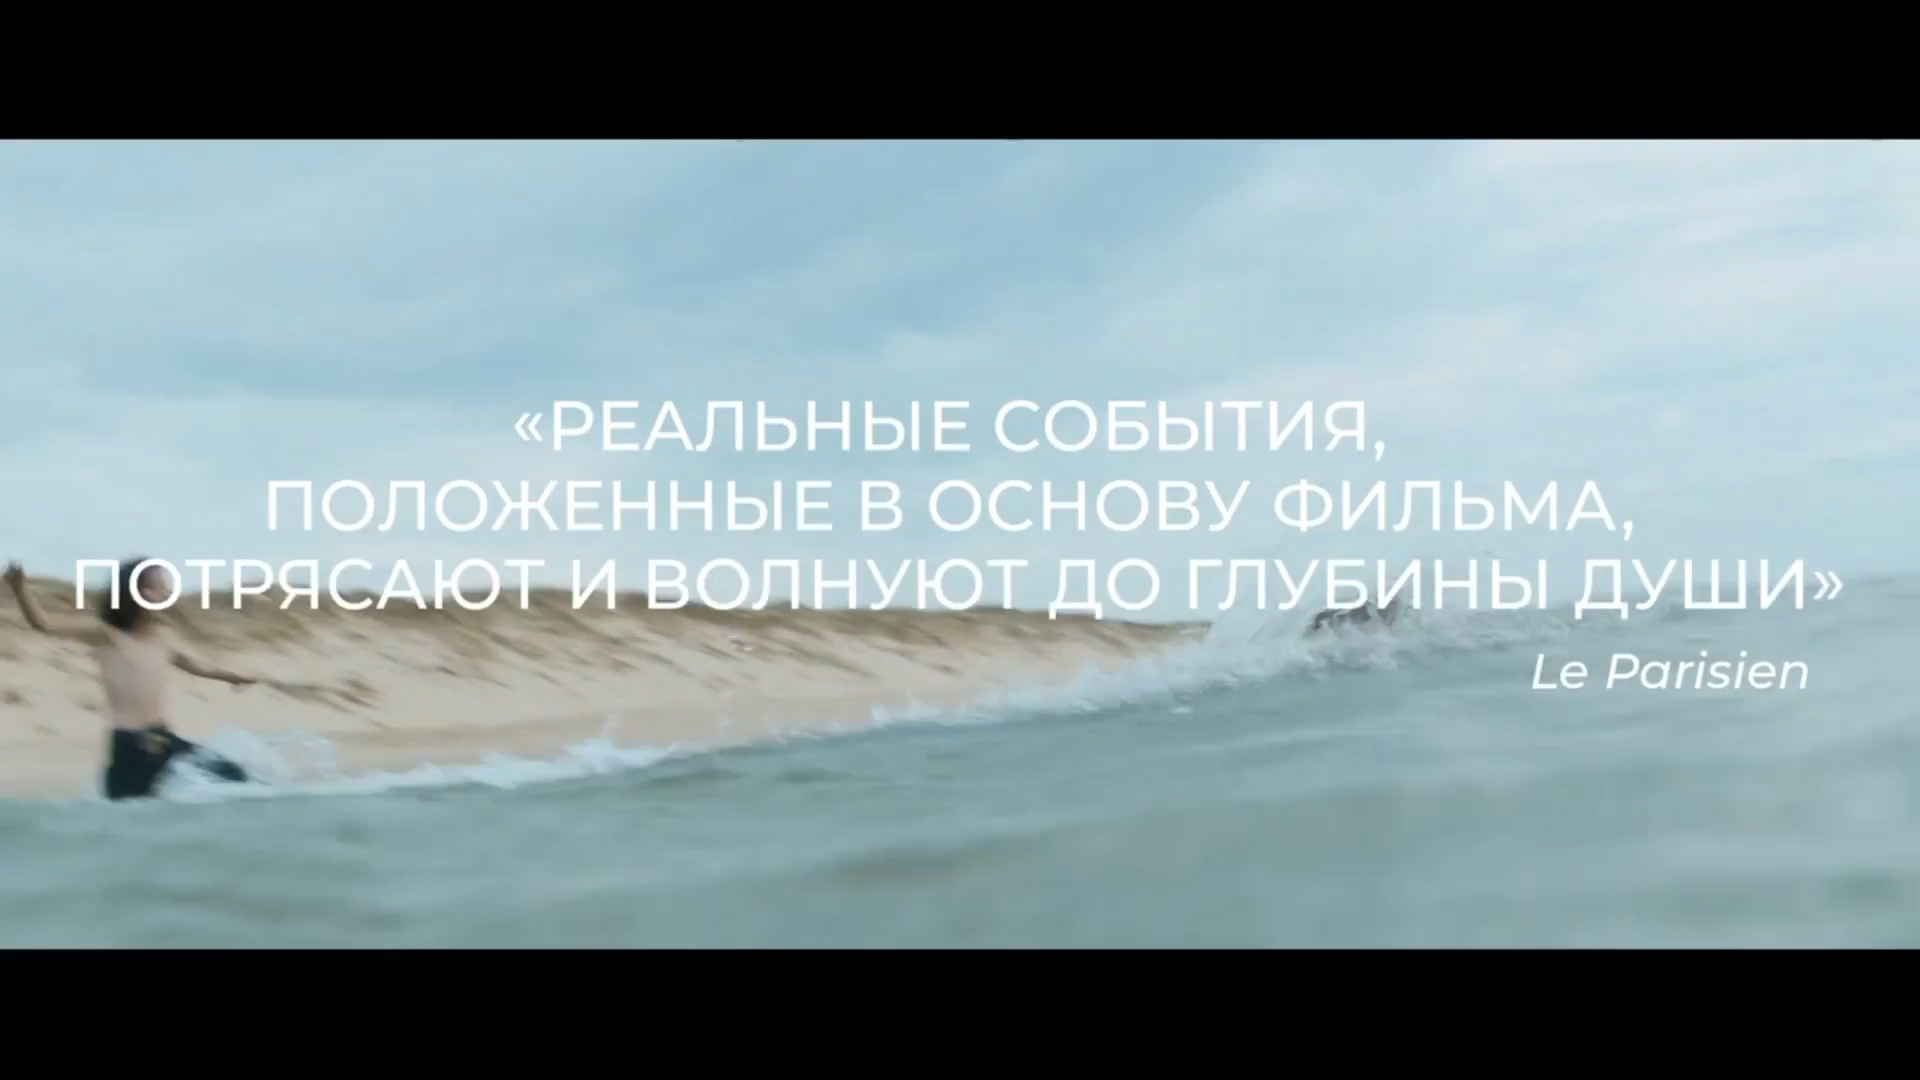 «РЕАЛЬНЫЕ СОБЫТИЯ,
ПОЛОЖЕННЫЕ В ОСНОВУ ФИЛЬМА,
ПОТРЯСАЮТ И ВОЛНУЮТ ДО ГЛУБИНЫ ДУШИ»
Le Parisien